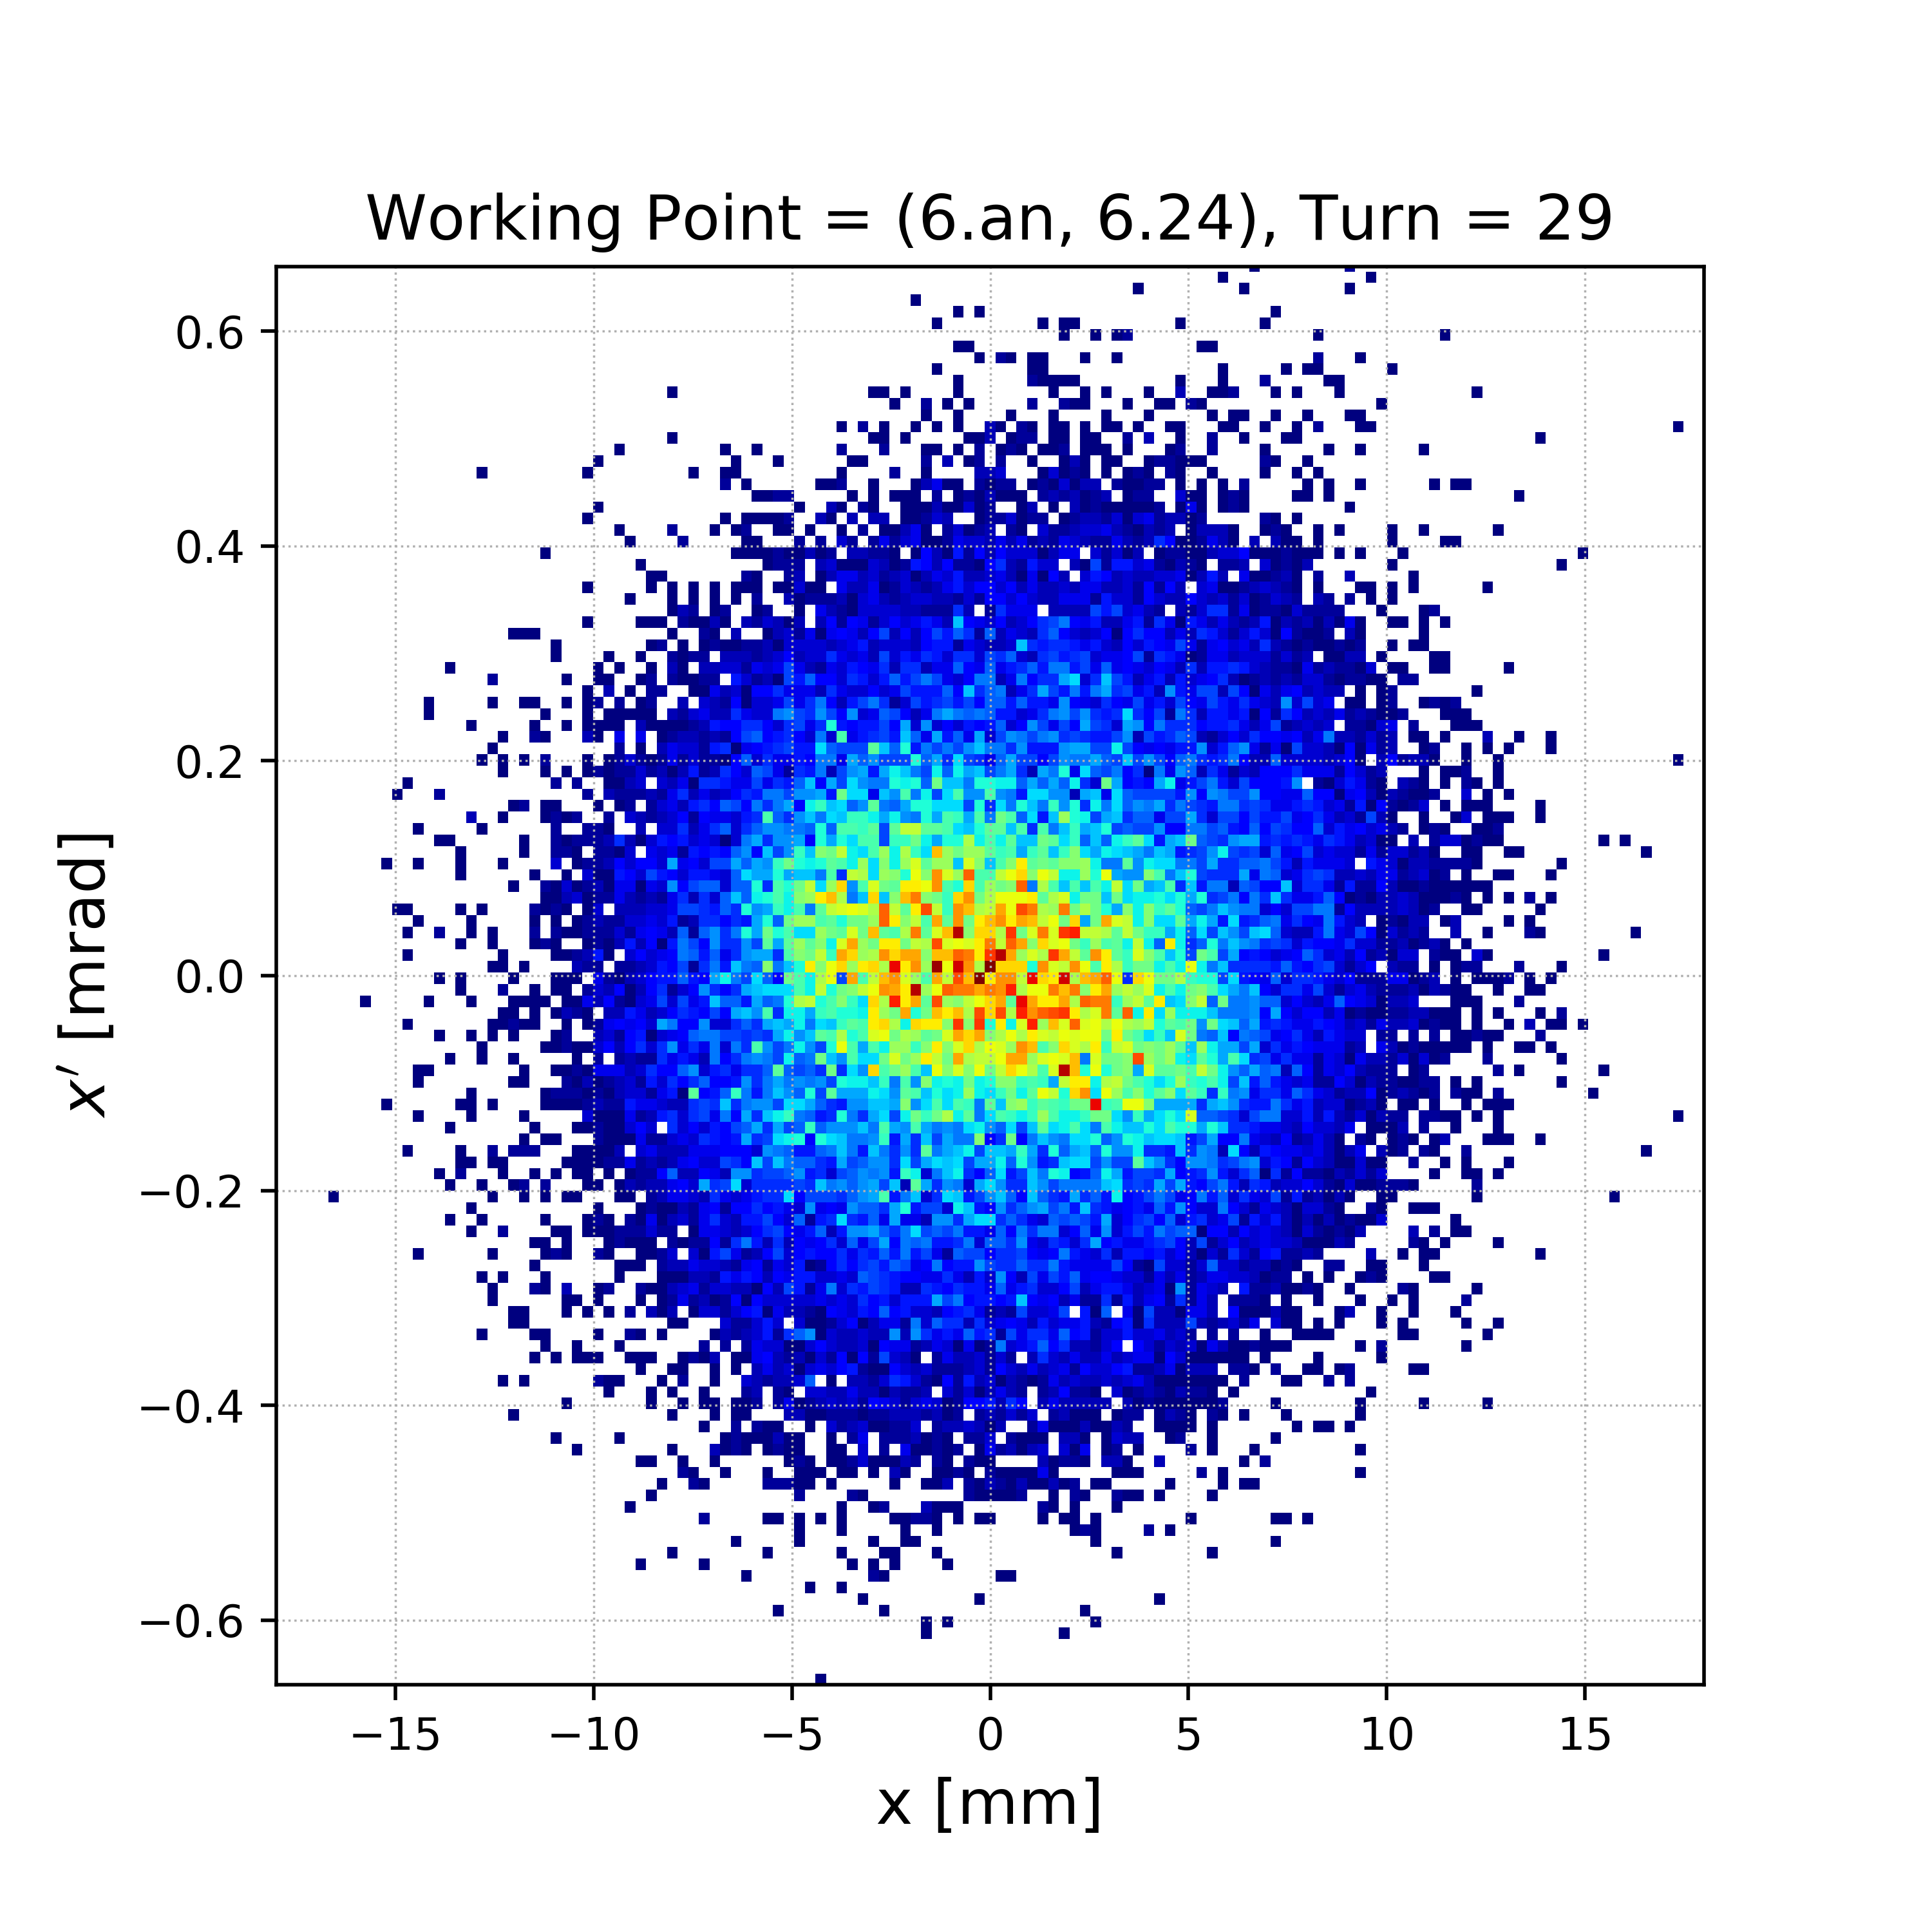 Working Point = (6.an, 6.24), Turn = 29
0.6
0.4
0.2
0.0
−0.2
−0.4
−0.6
x′ [mrad]
−15 −10 −5 0 5 10 15
x [mm]